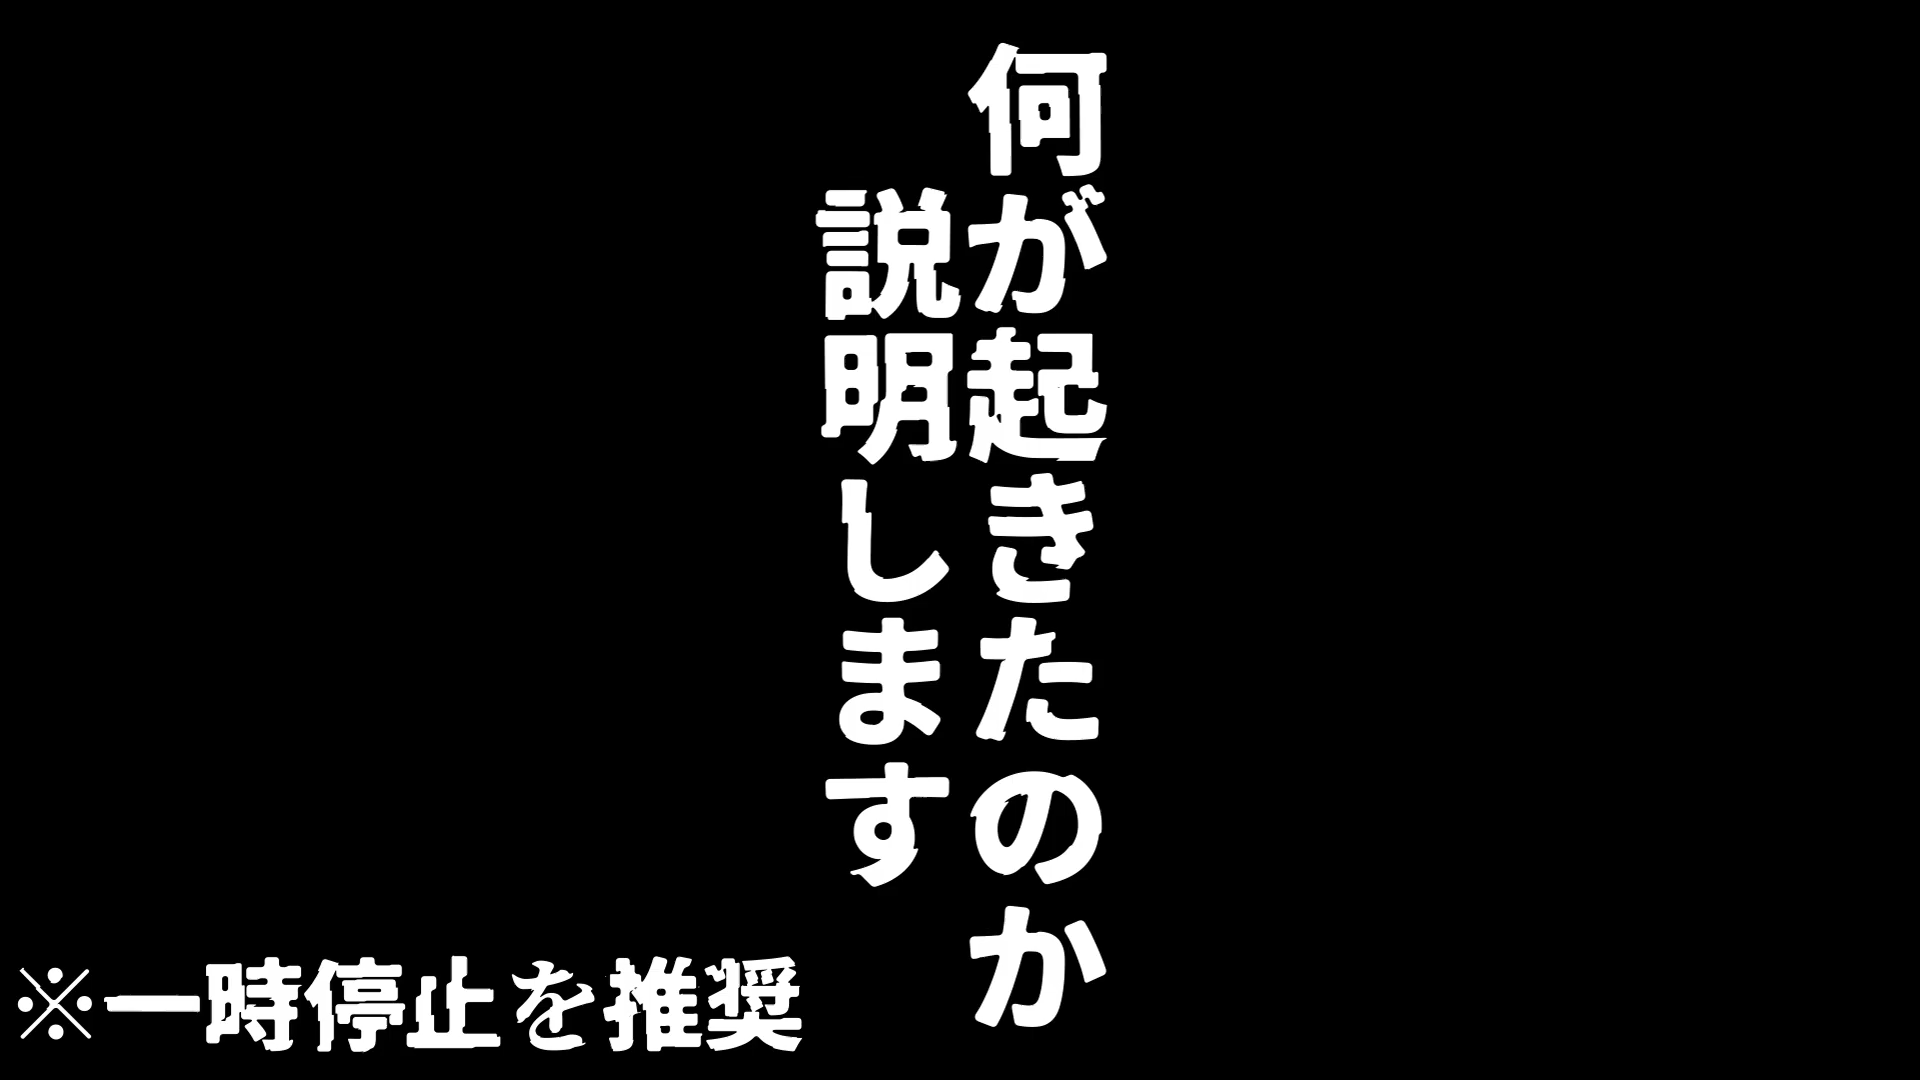 何が起きたのか
説明します
※一時停止を推奨